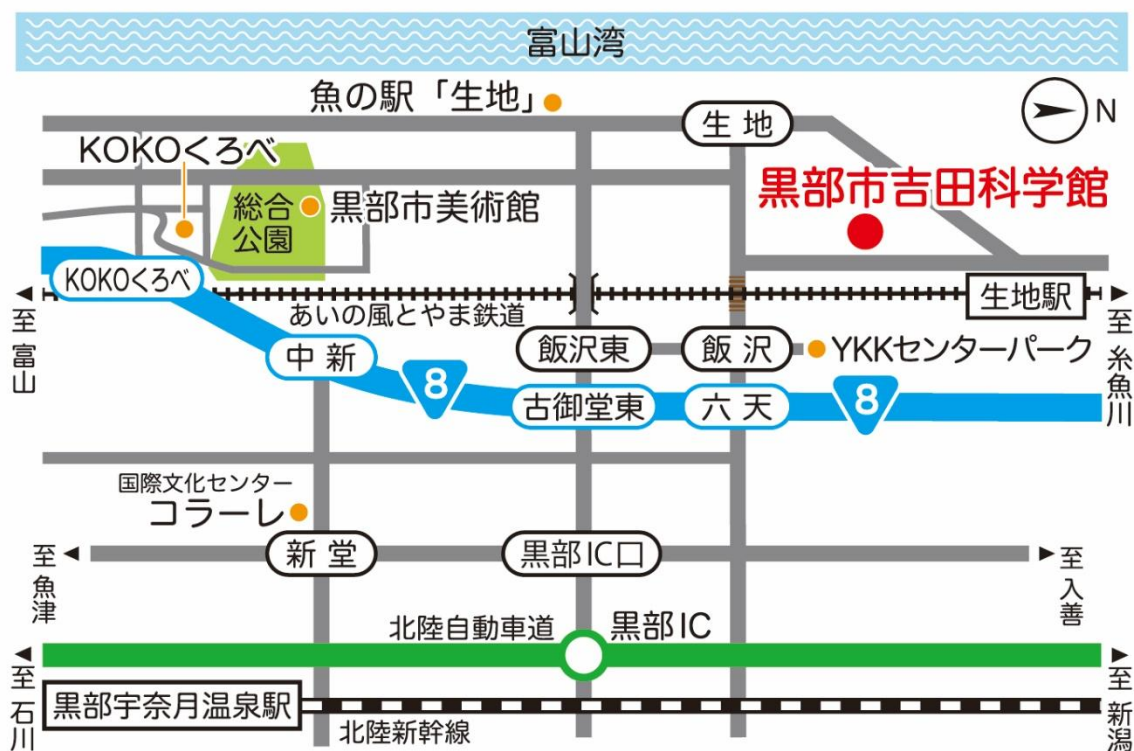 富山湾
魚の駅「生地」
生地
N
KOKOくろべ
黒部市吉田科学館
総合
公園
黒部市美術館
KOKOくろべ
生地駅
至富山
あいの風とやま鉄道
至糸魚川
中新
飯沢東
飯沢
YKKセンターパーク
8
古御堂東
六天
8
国際文化センター
コラーレ
至魚津
新堂
黒部IC口
至入善
北陸自動車道
黒部IC
至石川
至新潟
黒部宇奈月温泉駅
北陸新幹線